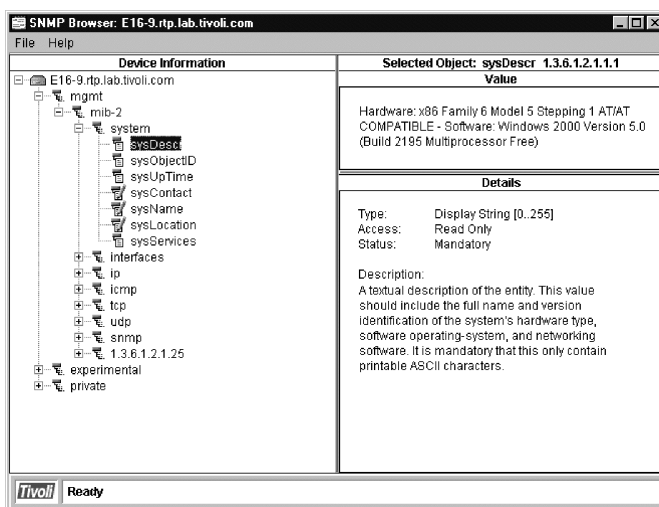 SNMP Browser: E16-9.rtp.lab.tivoli.com
File Help
Device Information
E16-9.rtp.lab.tivoli.com
mgmt
mib-2
system
sysDescr
sysObjectID
sysUpTime
sysContact
sysName
sysLocation
sysServices
interfaces
ip
icmp
tcp
udp
snmp
1.3.6.1.2.1.25
experimental
private
Selected Object: sysDescr 1.3.6.1.2.1.1.1
Value
Hardware: x86 Family 6 Model 5 Stepping 1 AT/AT
COMPATIBLE - Software: Windows 2000 Version 5.0
(Build 2195 Multiprocessor Free)
Details
Type: Display String [0..255]
Access: Read Only
Status: Mandatory
Description:
A textual description of the entity. This value
should include the full name and version
identification of the system's hardware type,
software operating-system, and networking
software. It is mandatory that this only contain
printable ASCII characters.
Tivoli Ready